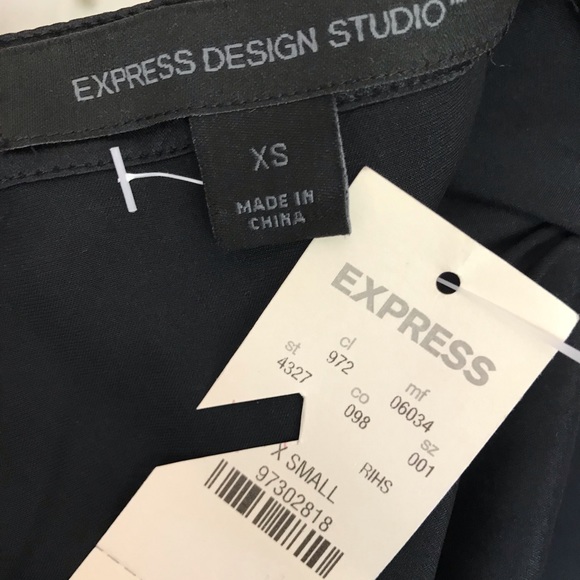 EXPRESS DESIGN STUDIO™
XS
MADE IN
CHINA
EXPRESS
st cl mf
4327 972 06034
co sz
098 001
RIHS
X SMALL
97302818